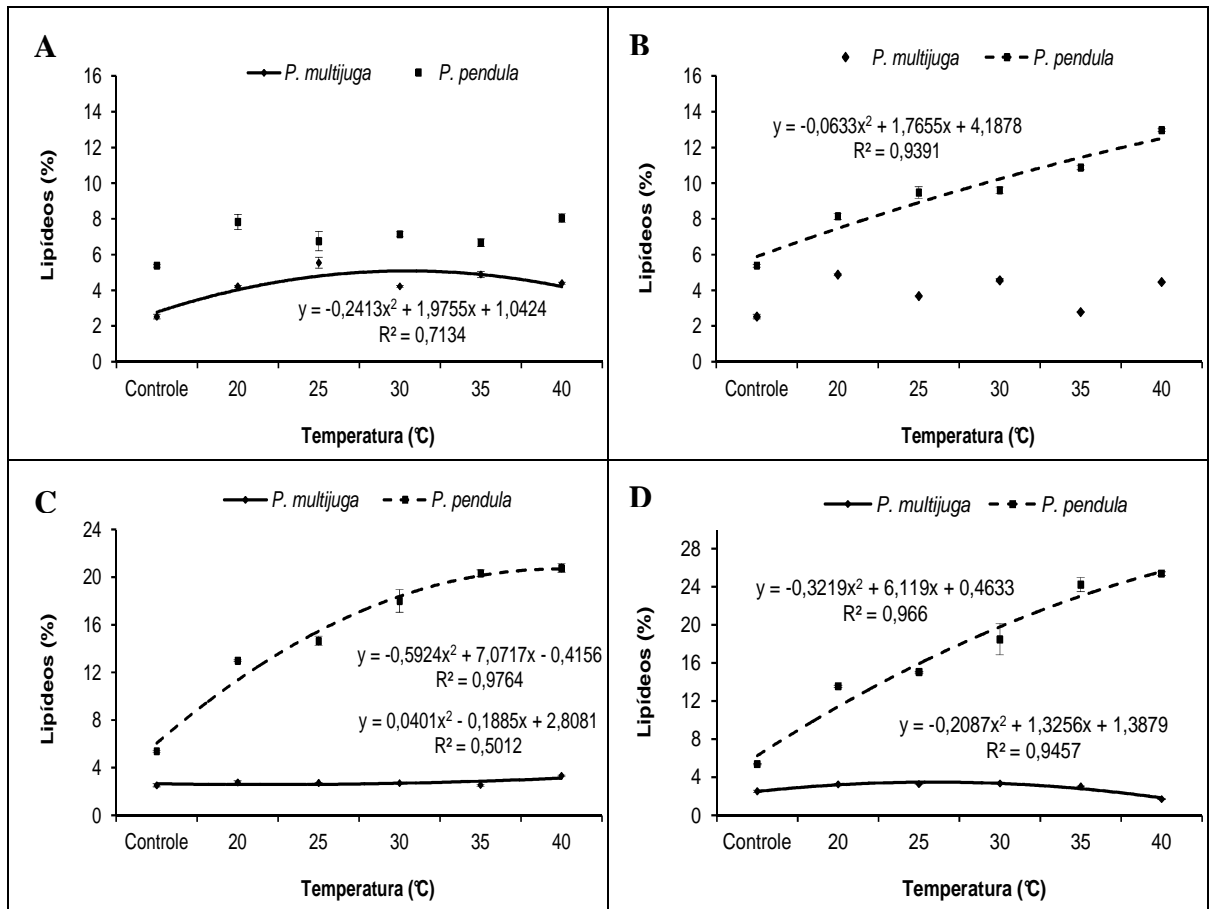 A
P. multijuga P. pendula
Lipídeos (%)
16
14
12
10
8
6
4
2
0
y = -0,2413x² + 1,9755x + 1,0424
R² = 0,7134
Controle 20 25 30 35 40
Temperatura (°C)
B
P. multijuga P. pendula
Lipídeos (%)
16
14
12
10
8
6
4
2
0
y = -0,0633x² + 1,7655x + 4,1878
R² = 0,9391
Controle 20 25 30 35 40
Temperatura (°C)
C
P. multijuga P. pendula
Lipídeos (%)
24
20
16
12
8
4
0
y = -0,5924x² + 7,0717x - 0,4156
R² = 0,9764
y = 0,0401x² - 0,1885x + 2,8081
R² = 0,5012
Controle 20 25 30 35 40
Temperatura (°C)
D
P. multijuga P. pendula
Lipídeos (%)
28
24
20
16
12
8
4
0
y = -0,3219x² + 6,119x + 0,4633
R² = 0,966
y = -0,2087x² + 1,3256x + 1,3879
R² = 0,9457
Controle 20 25 30 35 40
Temperatura (°C)